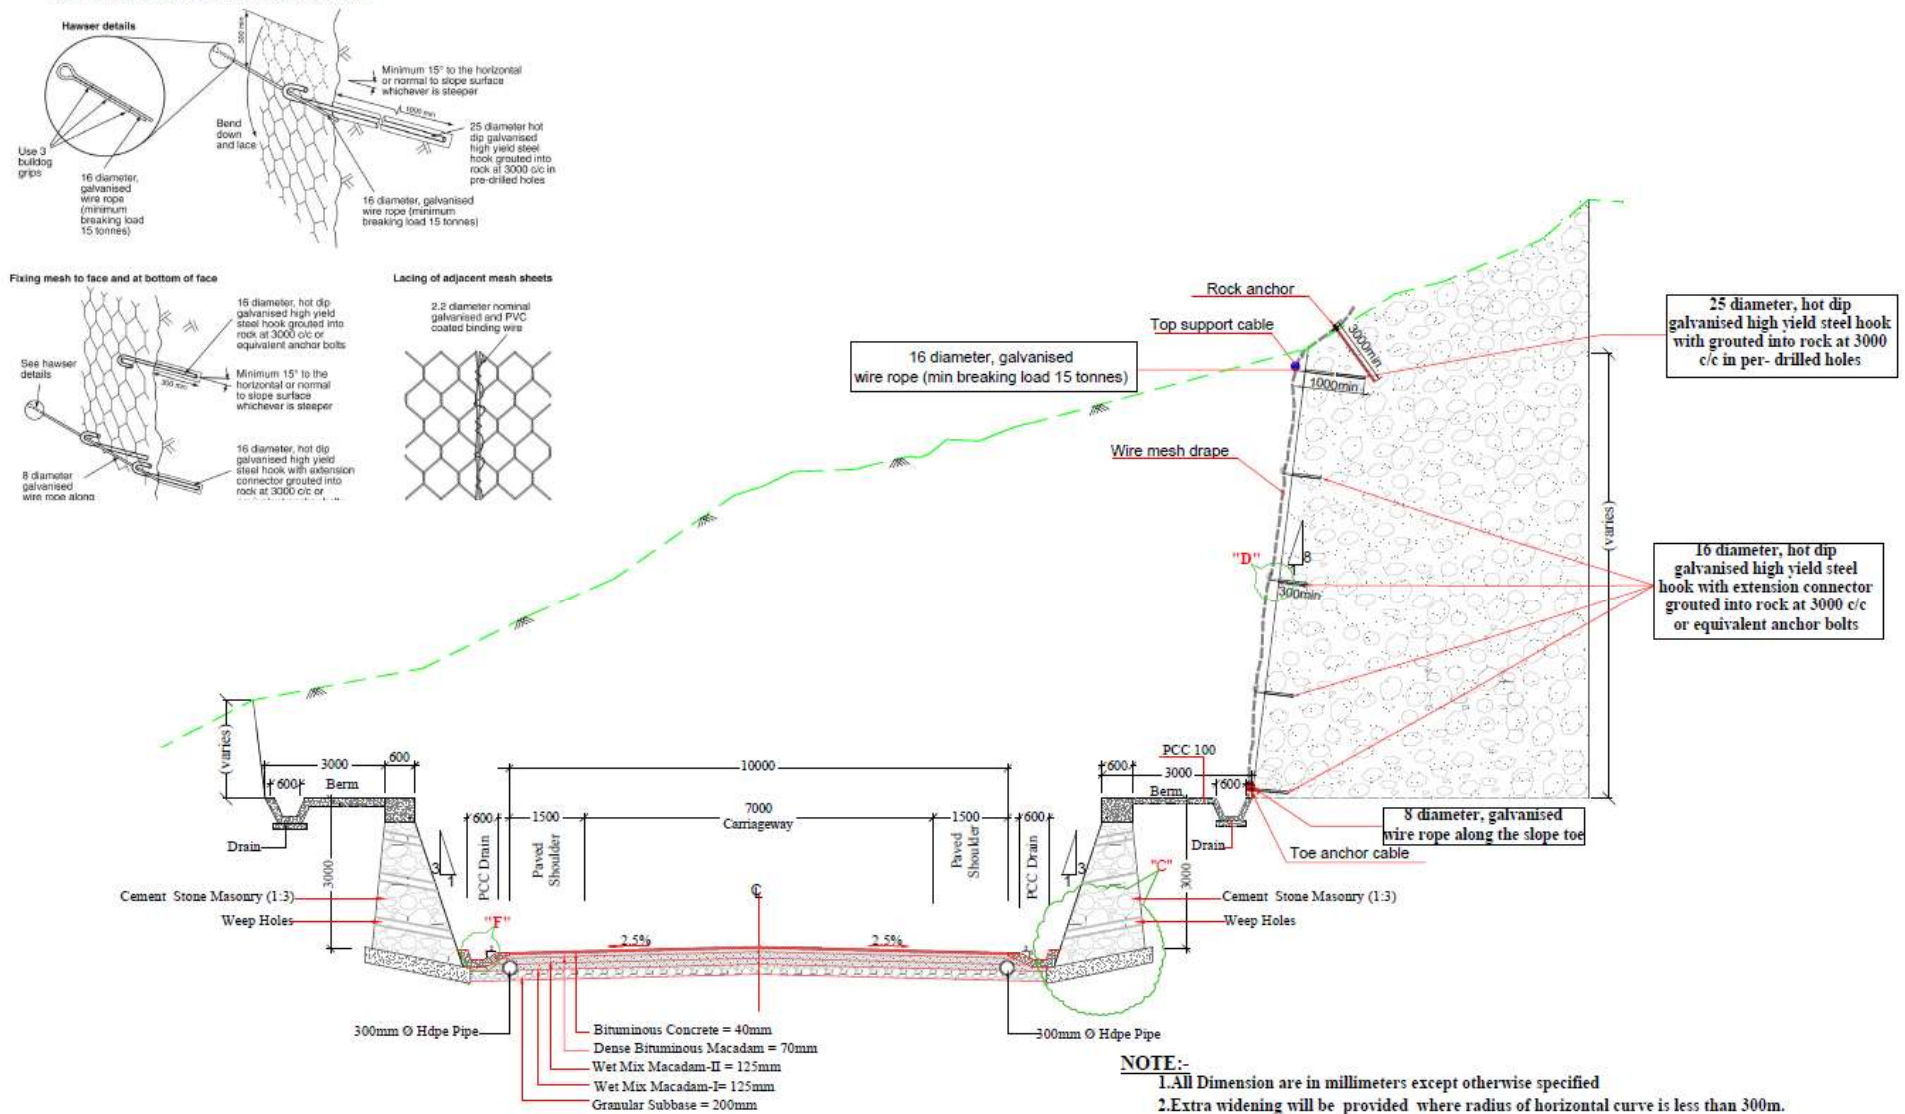 Hawser details
300 min
Minimum 15° to the horizontal
or normal to slope surface
whichever is steeper
1000 min
Bend
down
and lace
25 diameter hot
dip galvanised
high yield steel
hook grouted into
rock at 3000 c/c in
pre-drilled holes
Use 3
bulldog
grips
16 diameter,
galvanised
wire rope
(minimum
breaking load
15 tonnes)
16 diameter, galvanised
wire rope (minimum
breaking load 15 tonnes)
Fixing mesh to face and at bottom of face
16 diameter, hot dip
galvanised high yield
steel hook grouted into
rock at 3000 c/c or
equivalent anchor bolts
See hawser
details
300 min
Minimum 15° to the
horizontal or normal
to slope surface
whichever is steeper
8 diameter
galvanised
wire rope along
16 diameter, hot dip
galvanised high yield
steel hook with extension
connector grouted into
rock at 3000 c/c or
Lacing of adjacent mesh sheets
2.2 diameter nominal
galvanised and PVC
coated binding wire
Rock anchor
Top support cable
16 diameter, galvanised
wire rope (min breaking load 15 tonnes)
3000min
1000min
25 diameter, hot dip
galvanised high yield steel hook
with grouted into rock at 3000
c/c in per- drilled holes
Wire mesh drape
"D"
8
1
300min
(varies)
16 diameter, hot dip
galvanised high yield steel
hook with extension connector
grouted into rock at 3000 c/c
or equivalent anchor bolts
(varies)
3000
600
600
Berm
Drain
3000
10000
600
1500
7000
Carriageway
1500
600
PCC Drain
Paved
Shoulder
Paved
Shoulder
PCC Drain
3
1
3
1
PCC 100
600
3000
600
Berm
Drain
3000
8 diameter, galvanised
wire rope along the slope toe
Toe anchor cable
"C"
Cement Stone Masonry (1:3)
Weep Holes
"F"
℄
2.5%
2.5%
Cement Stone Masonry (1:3)
Weep Holes
300mm Ø Hdpe Pipe
300mm Ø Hdpe Pipe
Bituminous Concrete = 40mm
Dense Bituminous Macadam = 70mm
Wet Mix Macadam-II = 125mm
Wet Mix Macadam-I= 125mm
Granular Subbase = 200mm
NOTE:-
1.All Dimension are in millimeters except otherwise specified
2.Extra widening will be provided where radius of horizontal curve is less than 300m.